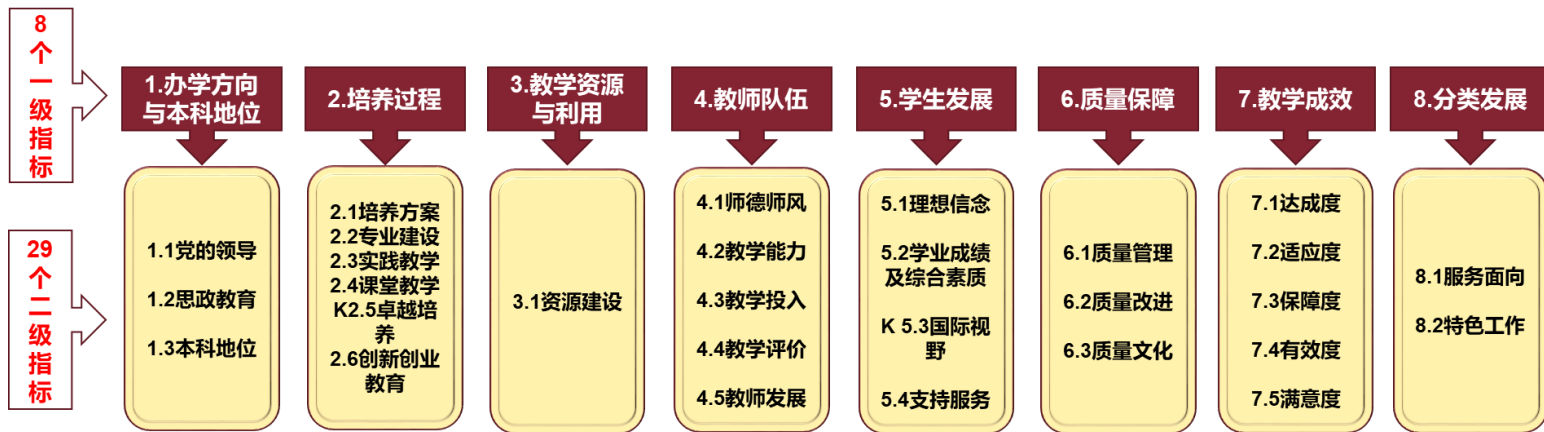 8
个
一
级
指
标
1.办学方向
与本科地位
2.培养过程
3.教学资源
与利用
4.教师队伍
5.学生发展
6.质量保障
7.教学成效
8.分类发展
29
个
二
级
指
标
1.1党的领导
1.2思政教育
1.3本科地位
2.1培养方案
2.2专业建设
2.3实践教学
2.4课堂教学
K2.5卓越培
养
2.6创新创业
教育
3.1资源建设
4.1师德师风
4.2教学能力
4.3教学投入
4.4教学评价
4.5教师发展
5.1理想信念
5.2学业成绩
及综合素质
K 5.3国际视
野
5.4支持服务
6.1质量管理
6.2质量改进
6.3质量文化
7.1达成度
7.2适应度
7.3保障度
7.4有效度
7.5满意度
8.1服务面向
8.2特色工作